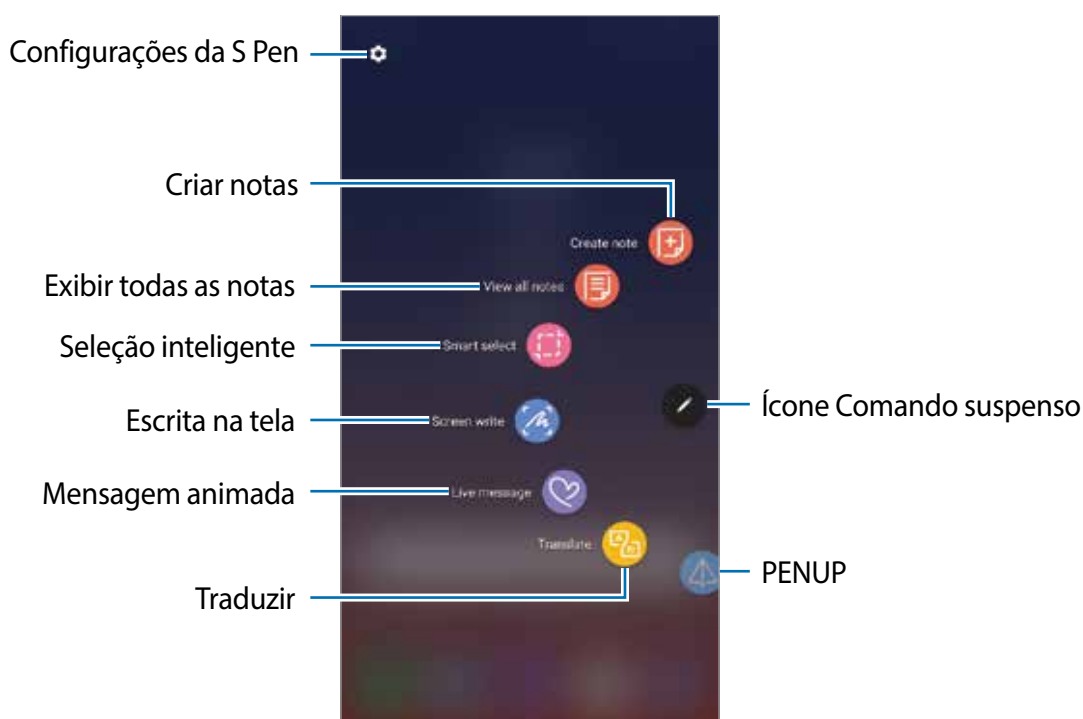 Configurações da S Pen
Criar notas
Create note
Exibir todas as notas
View all notes
Seleção inteligente
Smart select
Escrita na tela
Screen write
Ícone Comando suspenso
Mensagem animada
Live message
Translate
PENUP
Traduzir